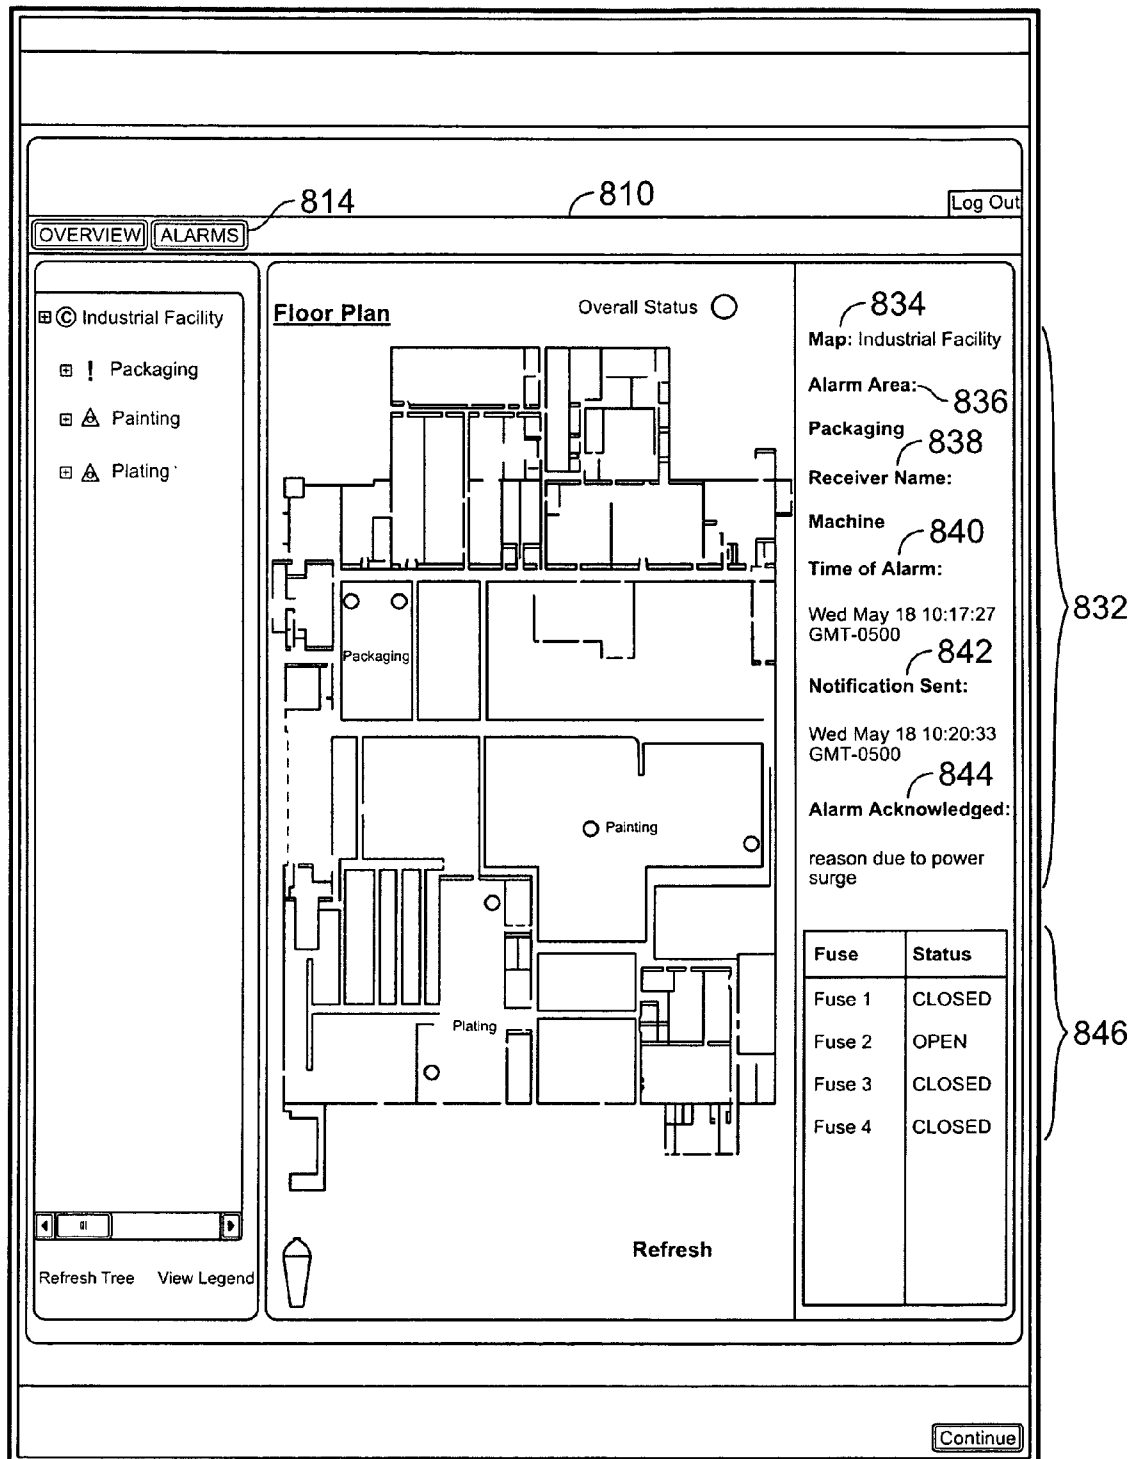 814
810
Log Out
OVERVIEW
ALARMS
© Industrial Facility
! Packaging
Painting
Plating
Refresh Tree
View Legend
Floor Plan
Overall Status
Packaging
Painting
Plating
Refresh
834
Map: Industrial Facility
Alarm Area:
836
Packaging
838
Receiver Name:
Machine
840
Time of Alarm:
Wed May 18 10:17:27
GMT-0500
842
Notification Sent:
Wed May 18 10:20:33
GMT-0500
844
Alarm Acknowledged:
reason due to power
surge
832
Fuse Status
Fuse 1 CLOSED
Fuse 2 OPEN
Fuse 3 CLOSED
Fuse 4 CLOSED
846
Continue